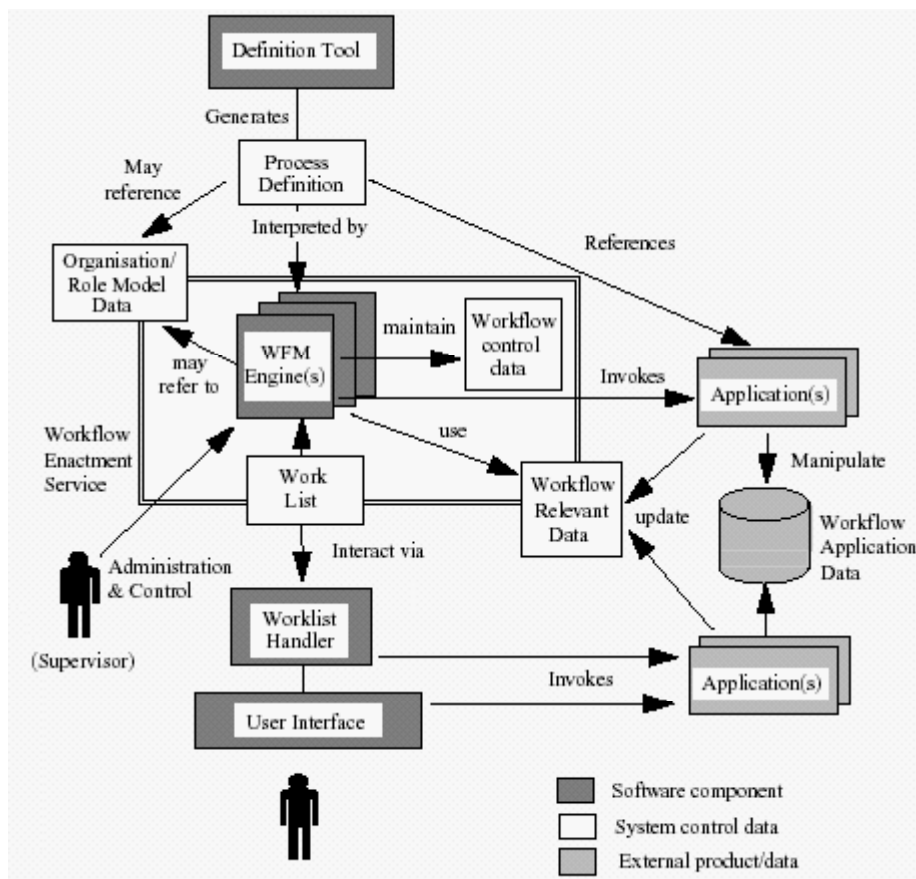 Definition Tool
Generates
May
reference
Process
Definition
Interpreted by
References
Organisation/
Role Model
Data
WFM
Engine(s)
maintain
Workflow
control
data
may
refer to
Invokes
Application(s)
use
Workflow
Enactment
Service
Work
List
Workflow
Relevant
Data
Manipulate
update
Workflow
Application
Data
Interact via
Administration
& Control
(Supervisor)
Worklist
Handler
Invokes
Application(s)
User Interface
Software component
System control data
External product/data